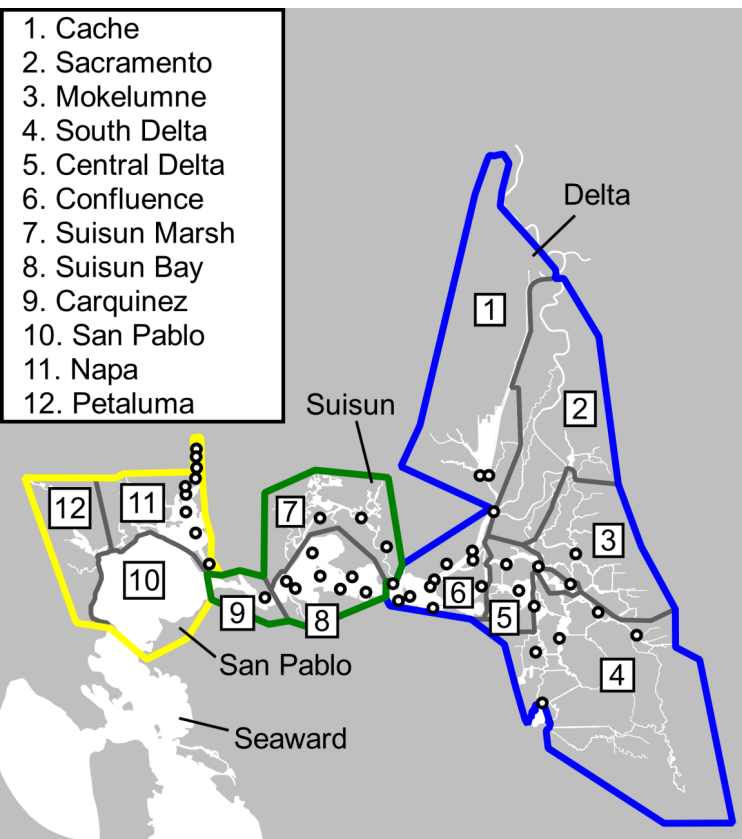 1. Cache
2. Sacramento
3. Mokelumne
4. South Delta
5. Central Delta
6. Confluence
7. Suisun Marsh
8. Suisun Bay
9. Carquinez
10. San Pablo
11. Napa
12. Petaluma
Delta
1
Suisun
2
12
11
7
3
10
6
9
8
5
San Pablo
4
Seaward